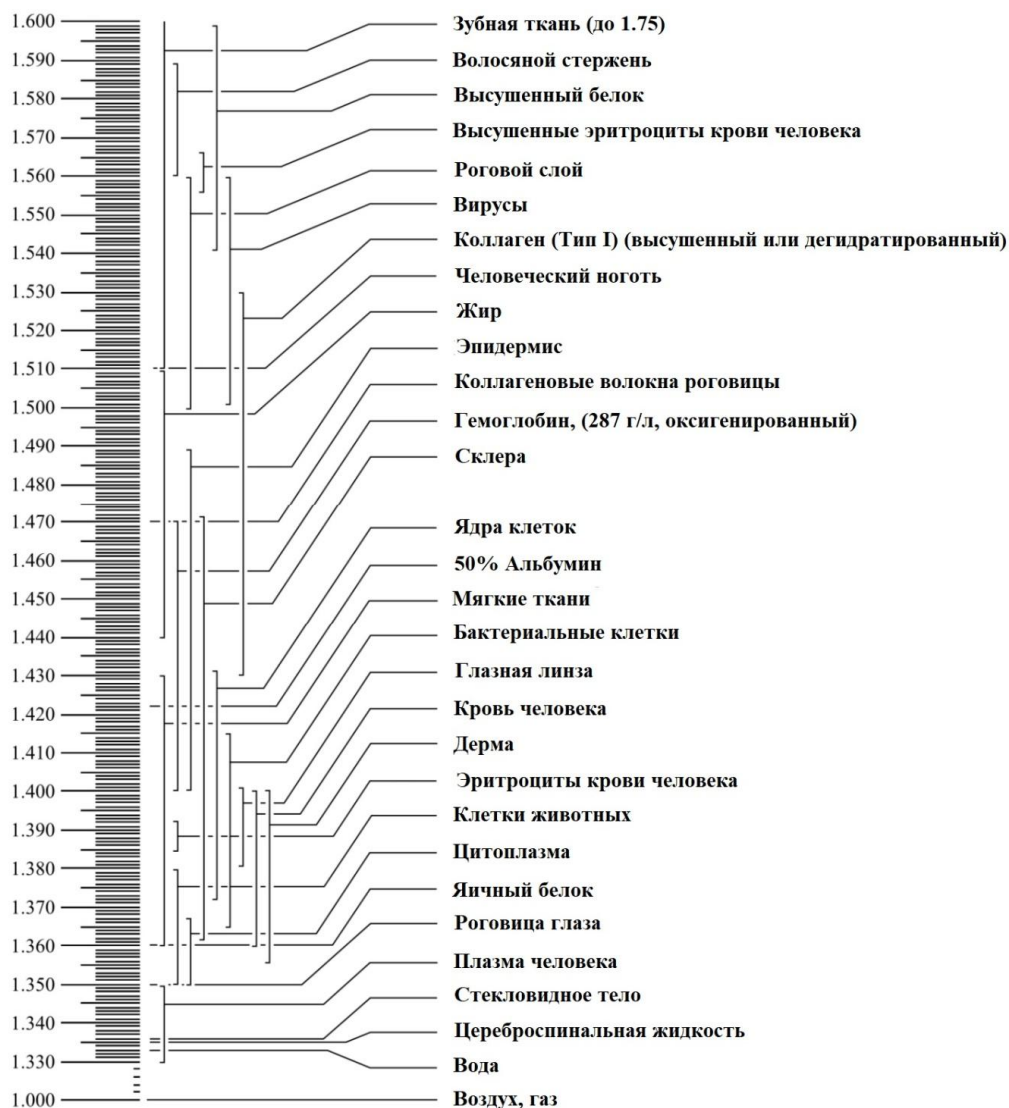 1.600
1.590
1.580
1.570
1.560
1.550
1.540
1.530
1.520
1.510
1.500
1.490
1.480
1.470
1.460
1.450
1.440
1.430
1.420
1.410
1.400
1.390
1.380
1.370
1.360
1.350
1.340
1.330
1.000
Зубная ткань (до 1.75)
Волосяной стержень
Высушенный белок
Высушенные эритроциты крови человека
Роговой слой
Вирусы
Коллаген (Тип I) (высушенный или дегидратированный)
Человеческий ноготь
Жир
Эпидермис
Коллагеновые волокна роговицы
Гемоглобин, (287 г/л, оксигенированный)
Склера
Ядра клеток
50% Альбумин
Мягкие ткани
Бактериальные клетки
Глазная линза
Кровь человека
Дерма
Эритроциты крови человека
Клетки животных
Цитоплазма
Яичный белок
Роговица глаза
Плазма человека
Стекловидное тело
Цереброспинальная жидкость
Вода
Воздух, газ